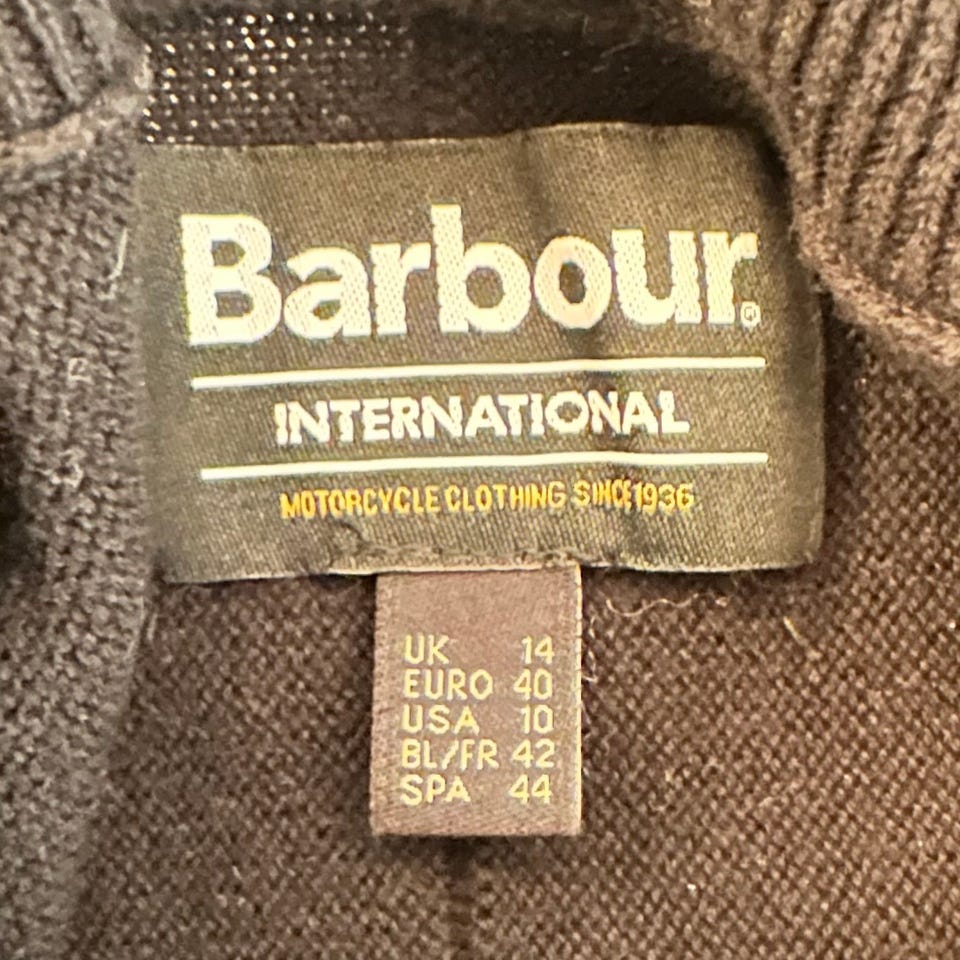 Barbour®
INTERNATIONAL
MOTORCYCLE CLOTHING SINCE 1936
UK 14
EURO 40
USA 10
BL/FR 42
SPA 44